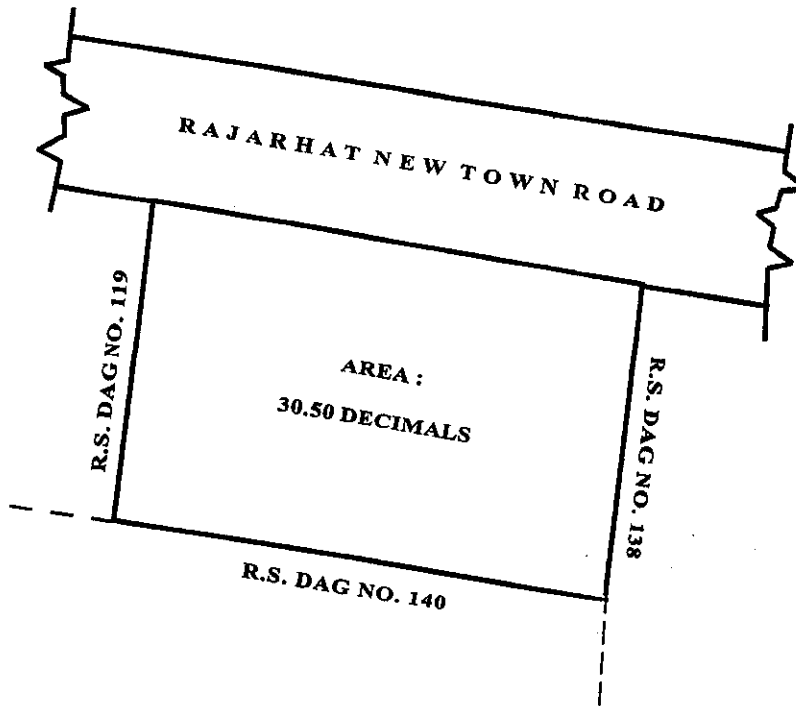 RAJARHAT NEW TOWN ROAD
R.S. DAG NO. 119
AREA :
30.50 DECIMALS
R.S. DAG NO. 138
R.S. DAG NO. 140